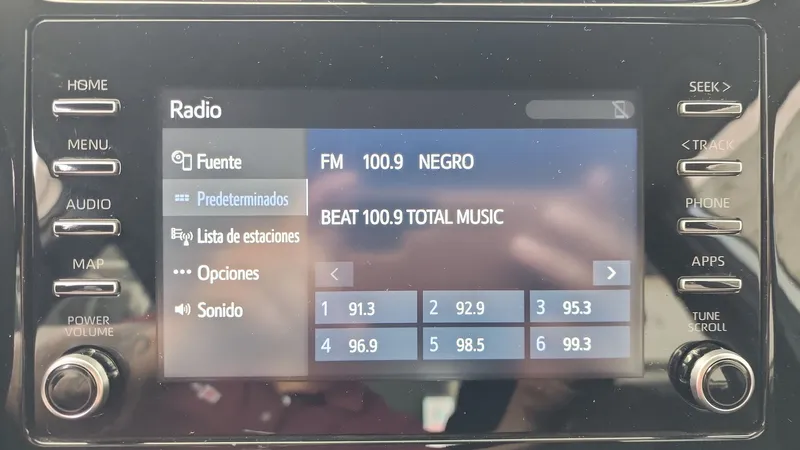 HOME
MENU
AUDIO
MAP
POWER
VOLUME
Radio
Fuente
Predeterminados
Lista de estaciones
Opciones
Sonido
FM 100.9 NEGRO
BEAT 100.9 TOTAL MUSIC
< >
1 91.3 2 92.9 3 95.3
4 96.9 5 98.5 6 99.3
SEEK >
< TRACK
PHONE
APPS
TUNE
SCROLL